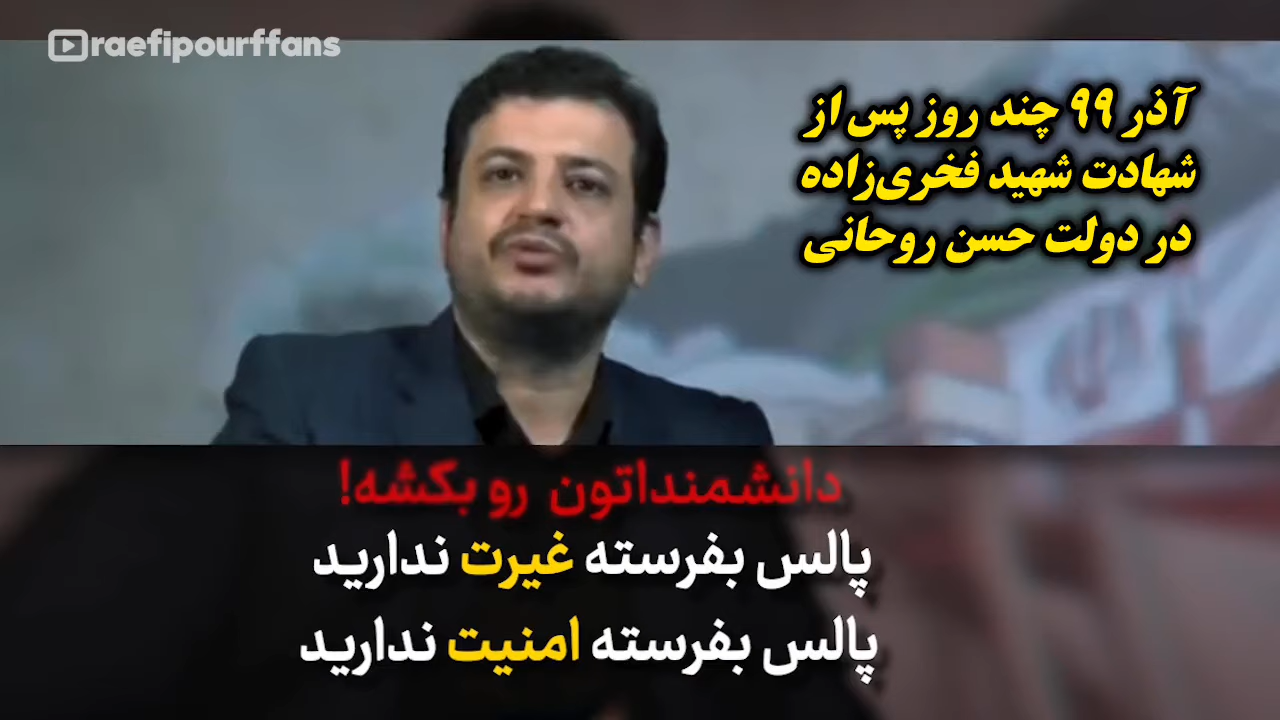 raefipourffans
آذر ۹۹ چند روز پس از
شهادت شهید فخری‌زاده
در دولت حسن روحانی
دانشمنداتون رو بکشه!
پالس بفرسته غیرت ندارید
پالس بفرسته امنیت ندارید